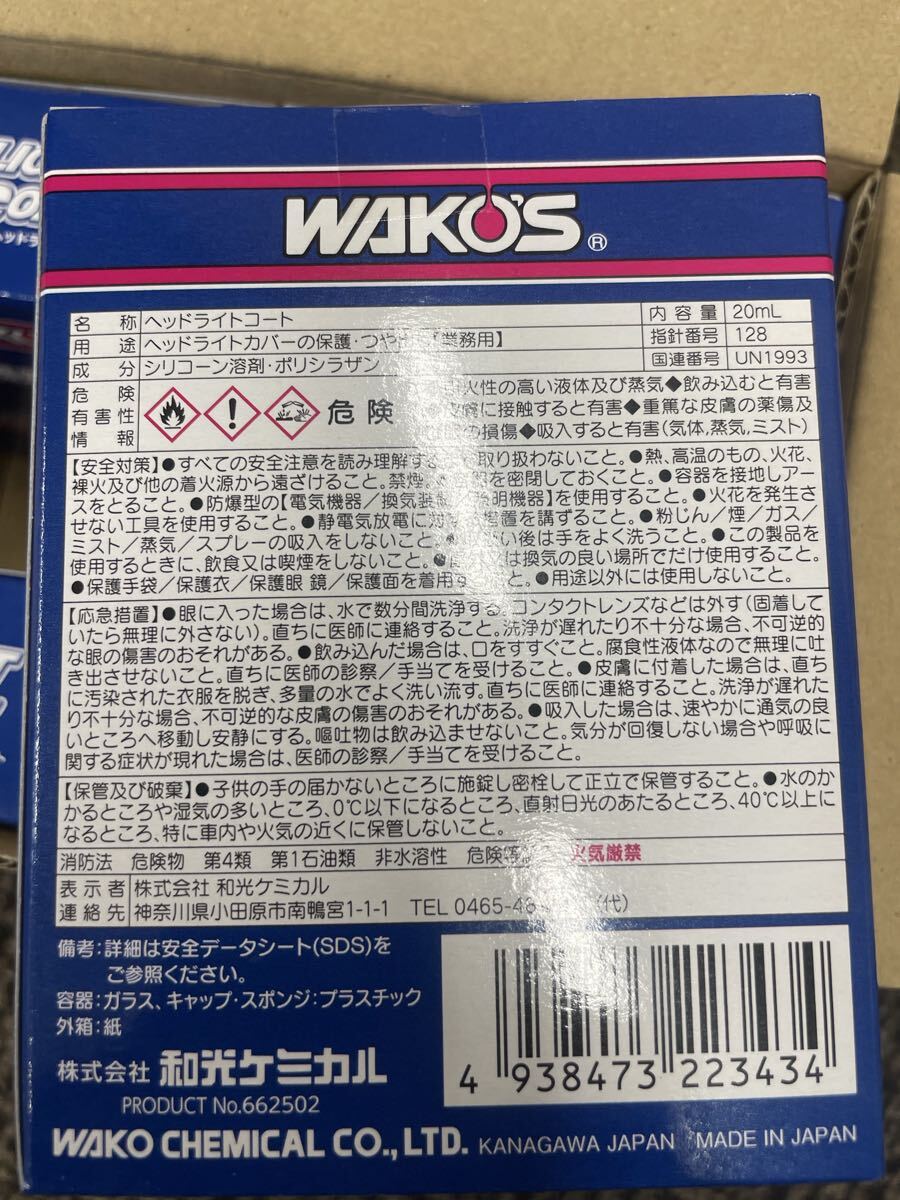 WAKO'S®
名称 ヘッドライトコート 内容量 20mL
用途 ヘッドライトカバーの保護・つや 【業務用】 指針番号 128
成分 シリコーン溶剤・ポリシラザン 国連番号 UN1993
危険 火性の高い液体及び蒸気◆飲み込むと有害
有害性 危険 皮膚に接触すると有害◆重篤な皮膚の薬傷及
情報 の損傷◆吸入すると有害(気体,蒸気,ミスト)
【安全対策】●すべての安全注意を読み理解する 取り扱わないこと。●熱、高温のもの、火花、
裸火及び他の着火源から遠ざけること。禁煙。 を密閉しておくこと。●容器を接地しアー
スをとること。●防爆型の【電気機器/換気装置 照明機器】を使用すること。●火花を発生さ
せない工具を使用すること。●静電気放電に対 措置を講ずること。●粉じん/煙/ガス/
ミスト/蒸気/スプレーの吸入をしないこと。 い後は手をよく洗うこと。●この製品を
使用するときに、飲食又は喫煙をしないこと。 は換気の良い場所でだけ使用すること。
●保護手袋/保護衣/保護眼鏡/保護面を着用すること。●用途以外には使用しないこと。
【応急措置】●眼に入った場合は、水で数分間洗浄する。コンタクトレンズなどは外す(固着して
いたら無理に外さない)。直ちに医師に連絡すること。洗浄が遅れたり不十分な場合、不可逆的
な眼の傷害のおそれがある。●飲み込んだ場合は、口をすすぐこと。腐食性液体なので無理に吐
き出させないこと。直ちに医師の診察/手当てを受けること。●皮膚に付着した場合は、直ち
に汚染された衣服を脱ぎ、多量の水でよく洗い流す。直ちに医師に連絡すること。洗浄が遅れた
り不十分な場合、不可逆的な皮膚の傷害のおそれがある。●吸入した場合は、速やかに通気の良
いところへ移動し安静にする。嘔吐物は飲み込ませないこと。気分が回復しない場合や呼吸に
関する症状が現れた場合は、医師の診察/手当てを受けること。
【保管及び破棄】●子供の手の届かないところに施錠し密栓して正立で保管すること。●水のか
かるところや湿気の多いところ、0℃以下になるところ、直射日光のあたるところ、40℃以上に
なるところ、特に車内や火気の近くに保管しないこと。
消防法 危険物 第4類 第1石油類 非水溶性 危険等 火気厳禁
表示者 株式会社 和光ケミカル
連絡先 神奈川県小田原市南鴨宮1-1-1 TEL 0465-48- (代)
備考:詳細は安全データシート(SDS)を
ご参照ください。
容器:ガラス、キャップ・スポンジ:プラスチック
外箱:紙
株式会社 和光ケミカル
PRODUCT No.662502
4 938473 223434
WAKO CHEMICAL CO., LTD. KANAGAWA JAPAN MADE IN JAPAN